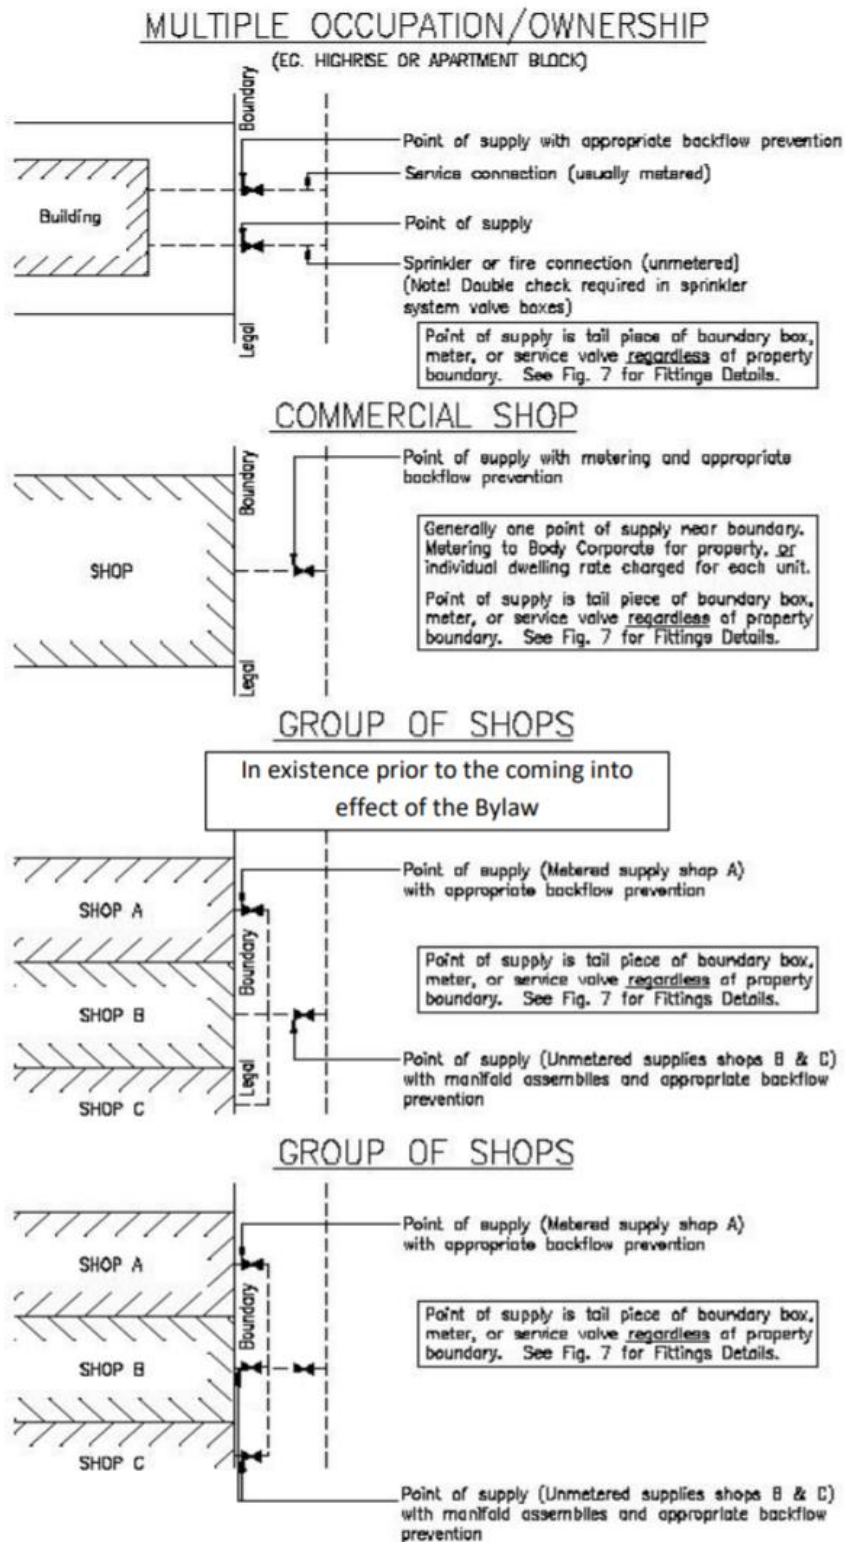 MULTIPLE OCCUPATION/OWNERSHIP
(EG. HIGHRISE OR APARTMENT BLOCK)
Boundary
Point of supply with appropriate backflow prevention
Service connection (usually metered)
Building
Point of supply
Sprinkler or fire connection (unmetered)
(Note! Double check required in sprinkler
system valve boxes)
Legal
Point of supply is tail piece of boundary box,
meter, or service valve regardless of property
boundary. See Fig. 7 for Fittings Details.
COMMERCIAL SHOP
Boundary
Point of supply with metering and appropriate
backflow prevention
SHOP
Generally one point of supply near boundary.
Metering to Body Corporate for property, or
individual dwelling rate charged for each unit.
Point of supply is tail piece of boundary box,
meter, or service valve regardless of property
boundary. See Fig. 7 for Fittings Details.
Legal
GROUP OF SHOPS
In existence prior to the coming into
effect of the Bylaw
Point of supply (Metered supply shop A)
with appropriate backflow prevention
SHOP A
Boundary
Point of supply is tail piece of boundary box,
meter, or service valve regardless of property
boundary. See Fig. 7 for Fittings Details.
SHOP B
Legal
Point of supply (Unmetered supplies shops B & C)
with manifold assemblies and appropriate backflow
prevention
SHOP C
GROUP OF SHOPS
Point of supply (Metered supply shop A)
with appropriate backflow prevention
SHOP A
Boundary
Point of supply is tail piece of boundary box,
meter, or service valve regardless of property
boundary. See Fig. 7 for Fittings Details.
SHOP B
SHOP C
Point of supply (Unmetered supplies shops B & C)
with manifold assemblies and appropriate backflow
prevention